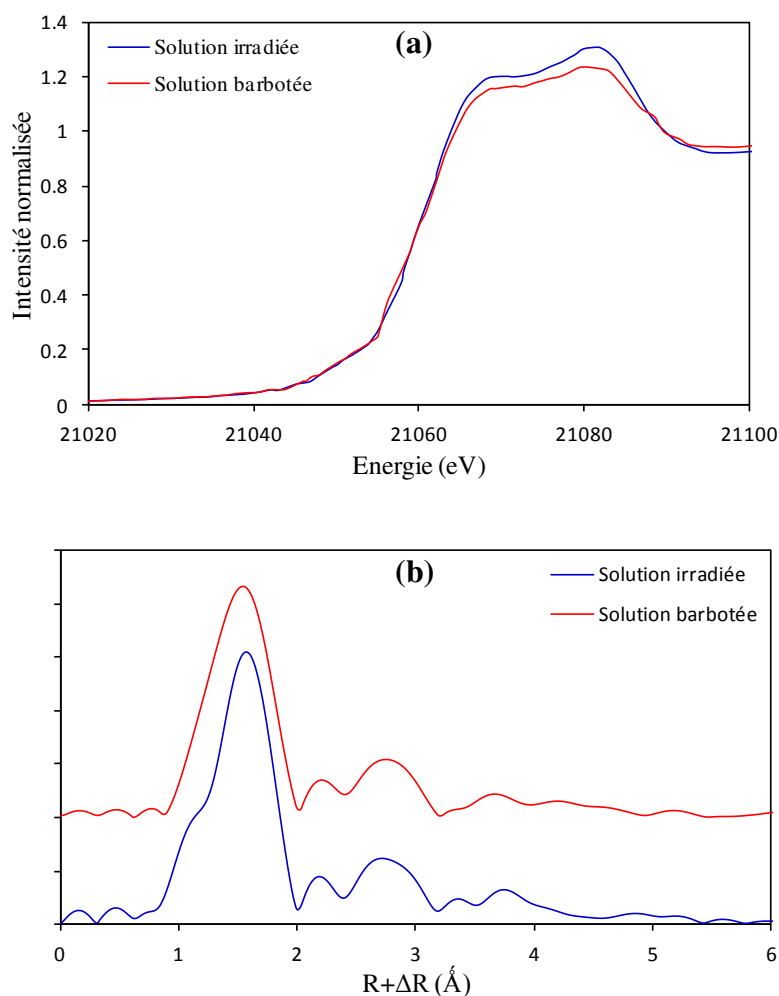 (a)
Solution irradiée
Solution barbotée
Intensité normalisée
1.4
1.2
1
0.8
0.6
0.4
0.2
0
21020 21040 21060 21080 21100
Energie (eV)
(b)
Solution irradiée
Solution barbotée
0 1 2 3 4 5 6
R+ΔR (Ǻ)